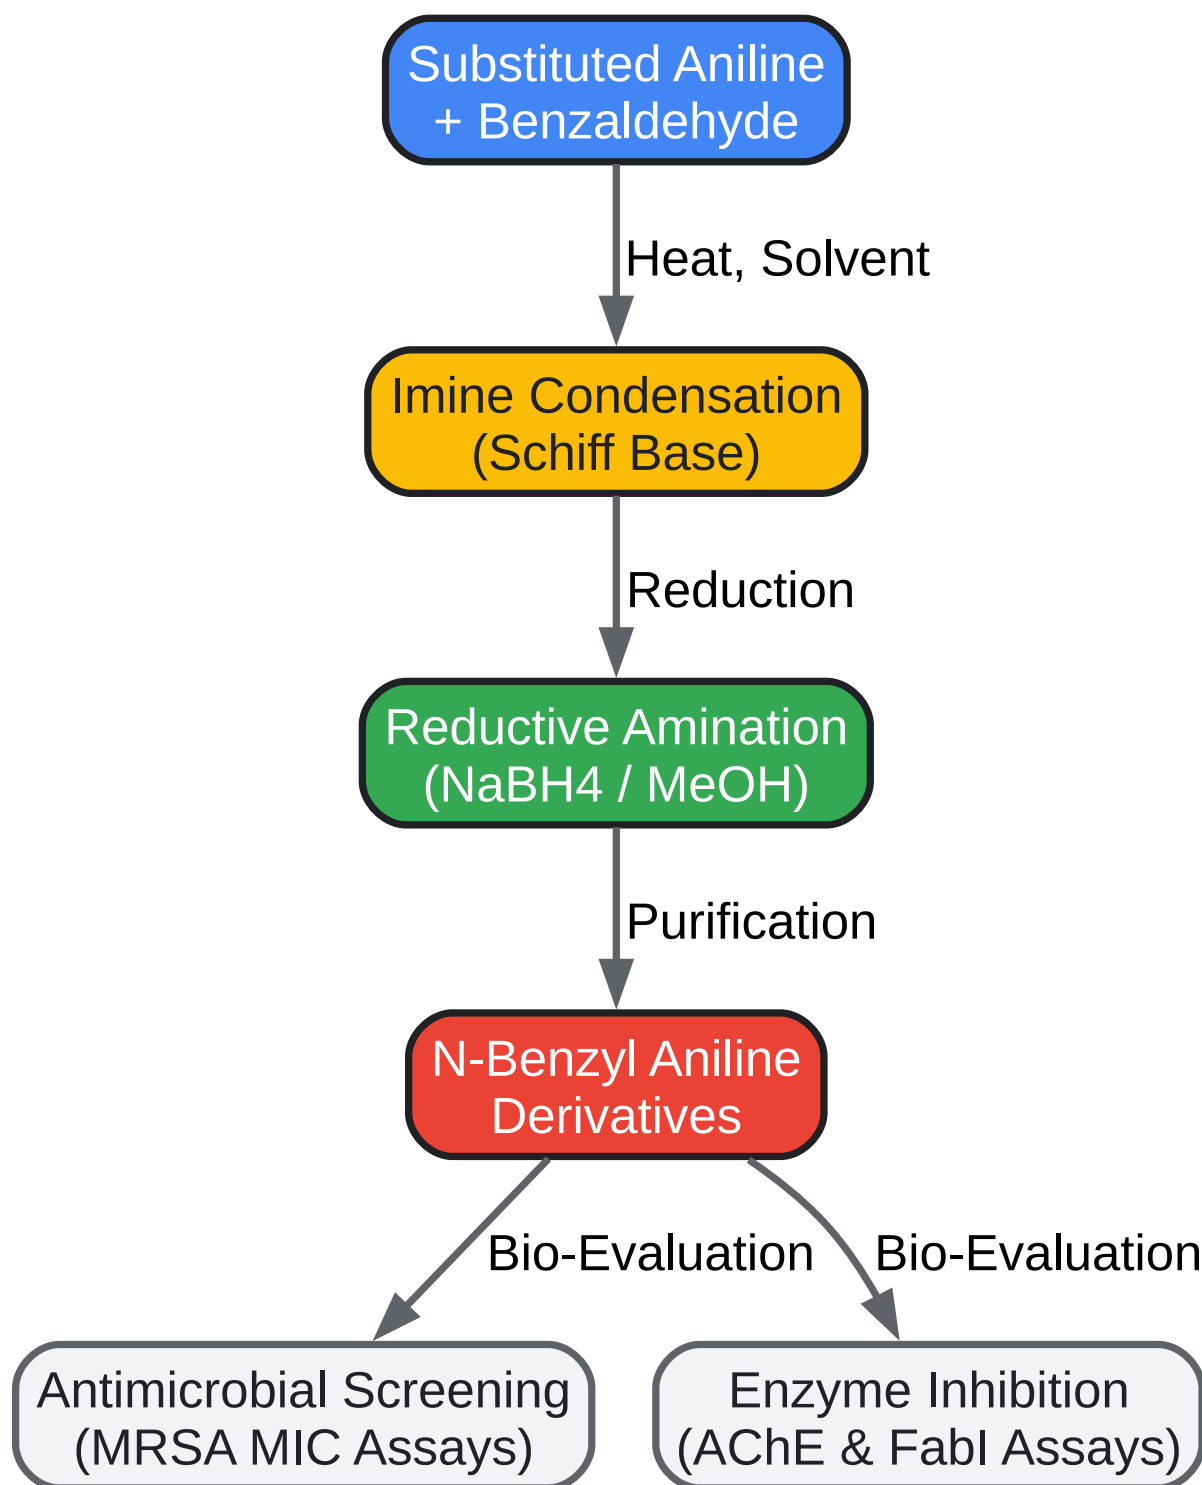 Substituted Aniline
+ Benzaldehyde
Heat, Solvent
Imine Condensation
(Schiff Base)
Reduction
Reductive Amination
(NaBH4 / MeOH)
Purification
N-Benzyl Aniline
Derivatives
Bio-Evaluation
Bio-Evaluation
Antimicrobial Screening
(MRSA MIC Assays)
Enzyme Inhibition
(AChE & FabI Assays)